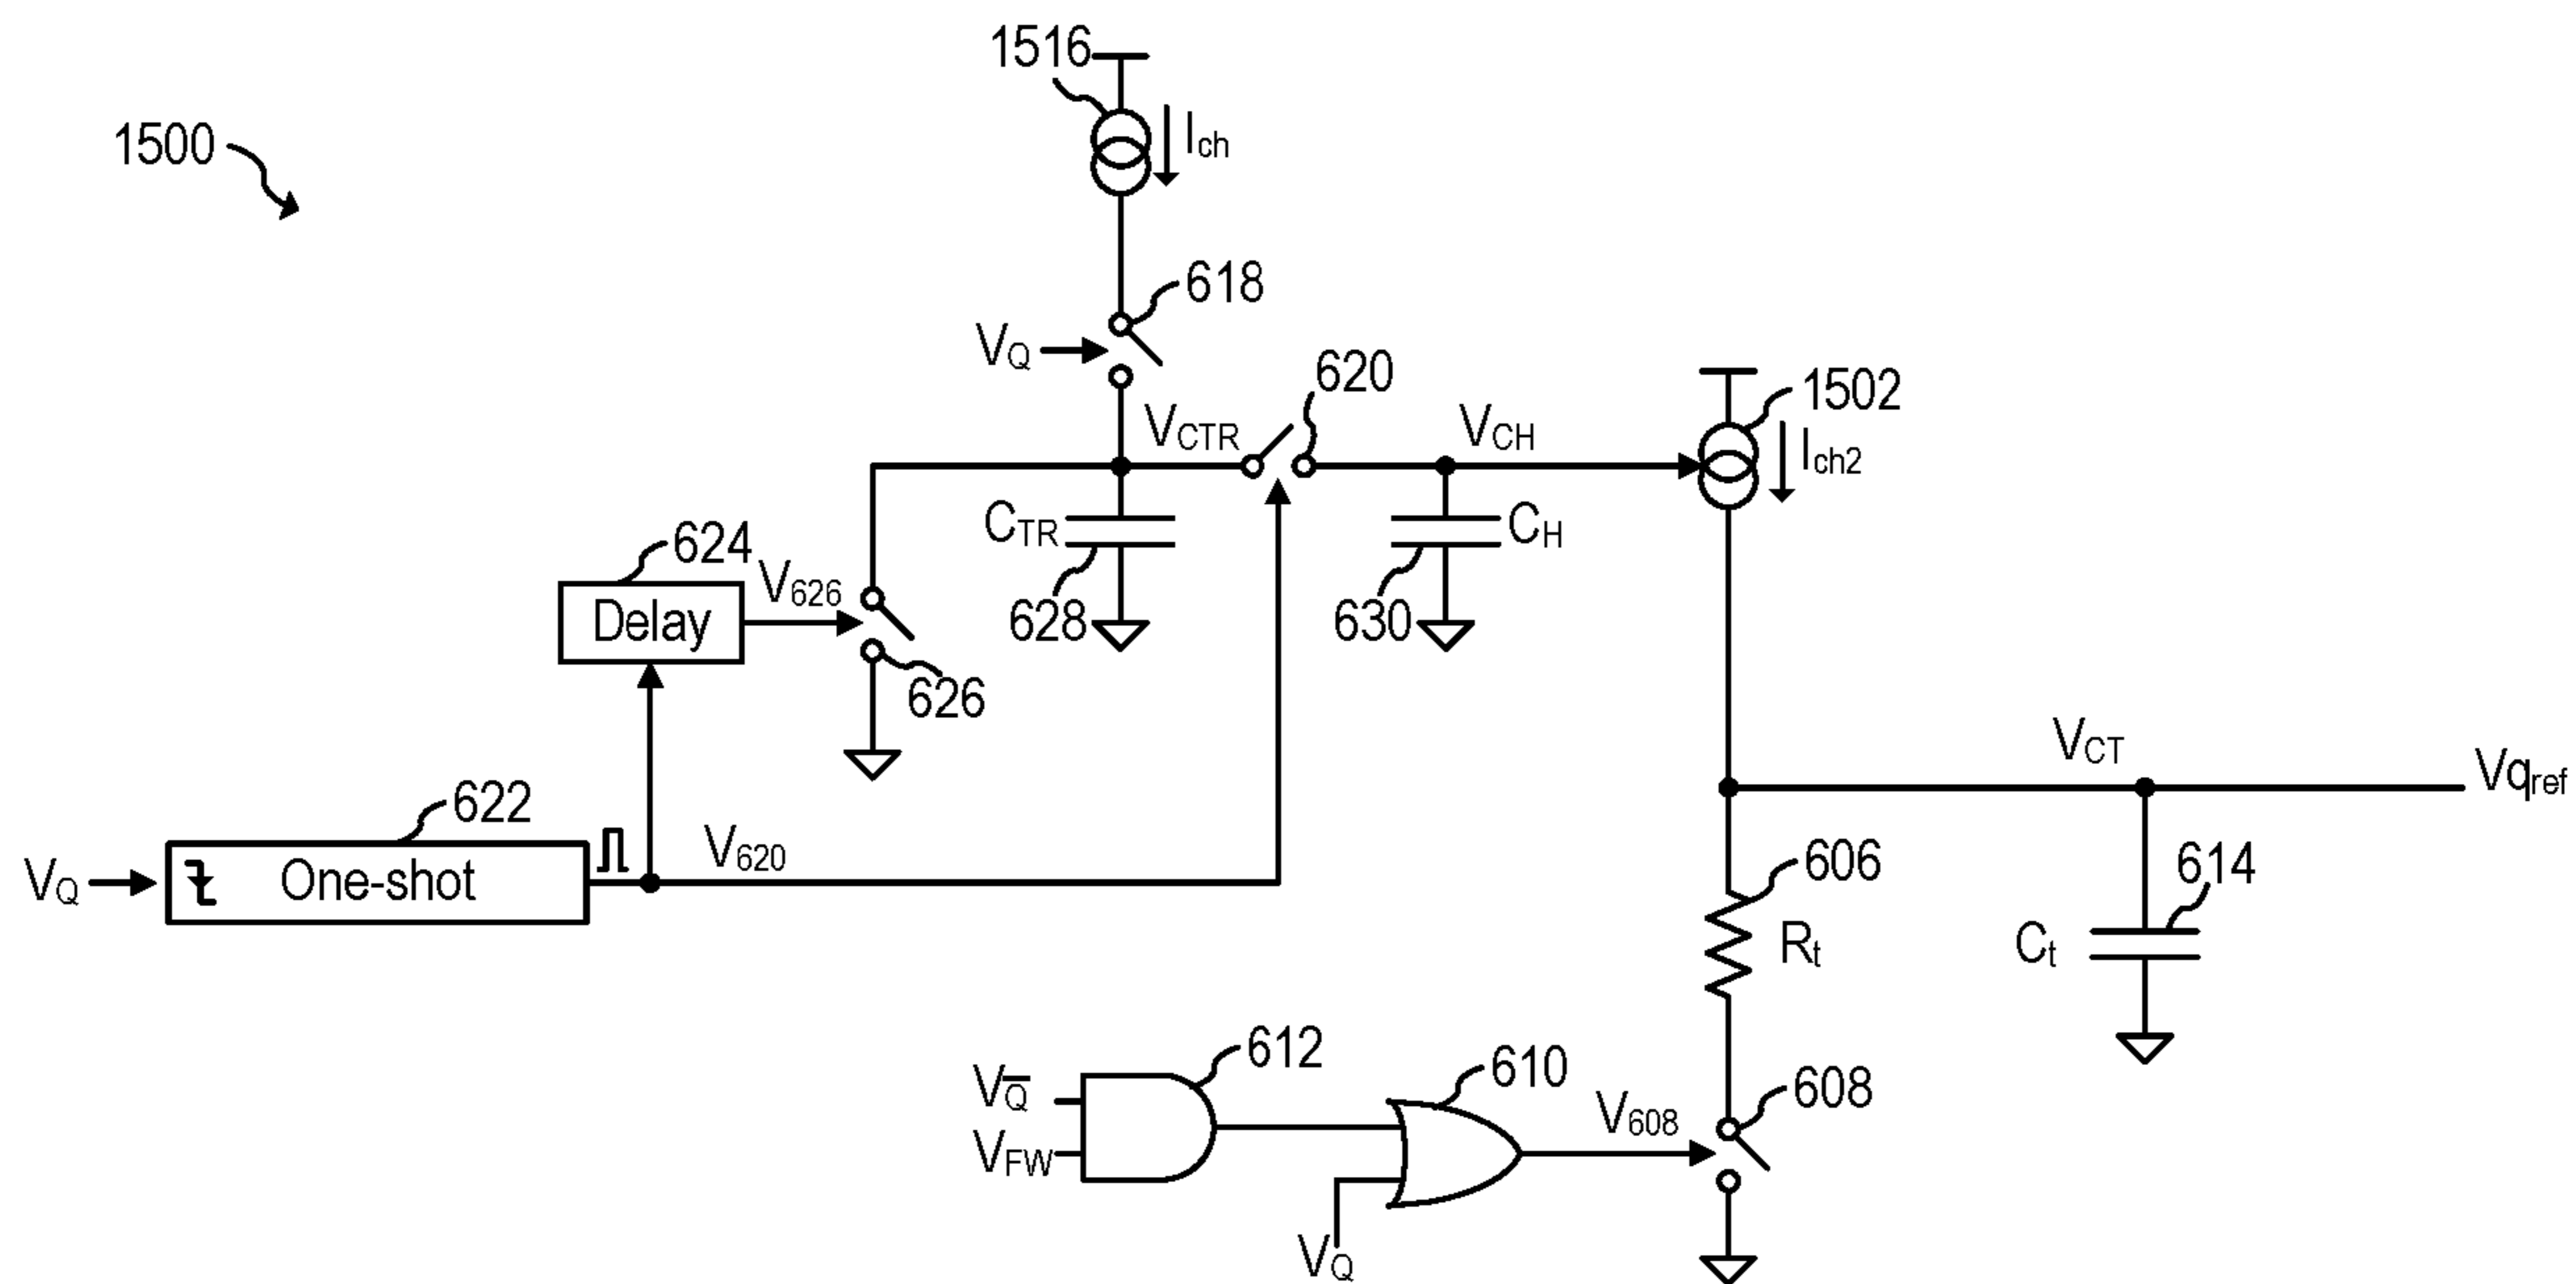 1516
Ich
1500
618
VQ
620
1502
VCTR
VCH
Ich2
CTR
CH
624
V626
Delay
628
630
626
VCT
Vqref
622
V620
606
614
VQ
One-shot
Rt
Ct
612
610
608
VQ̅
V608
VFW
VQ